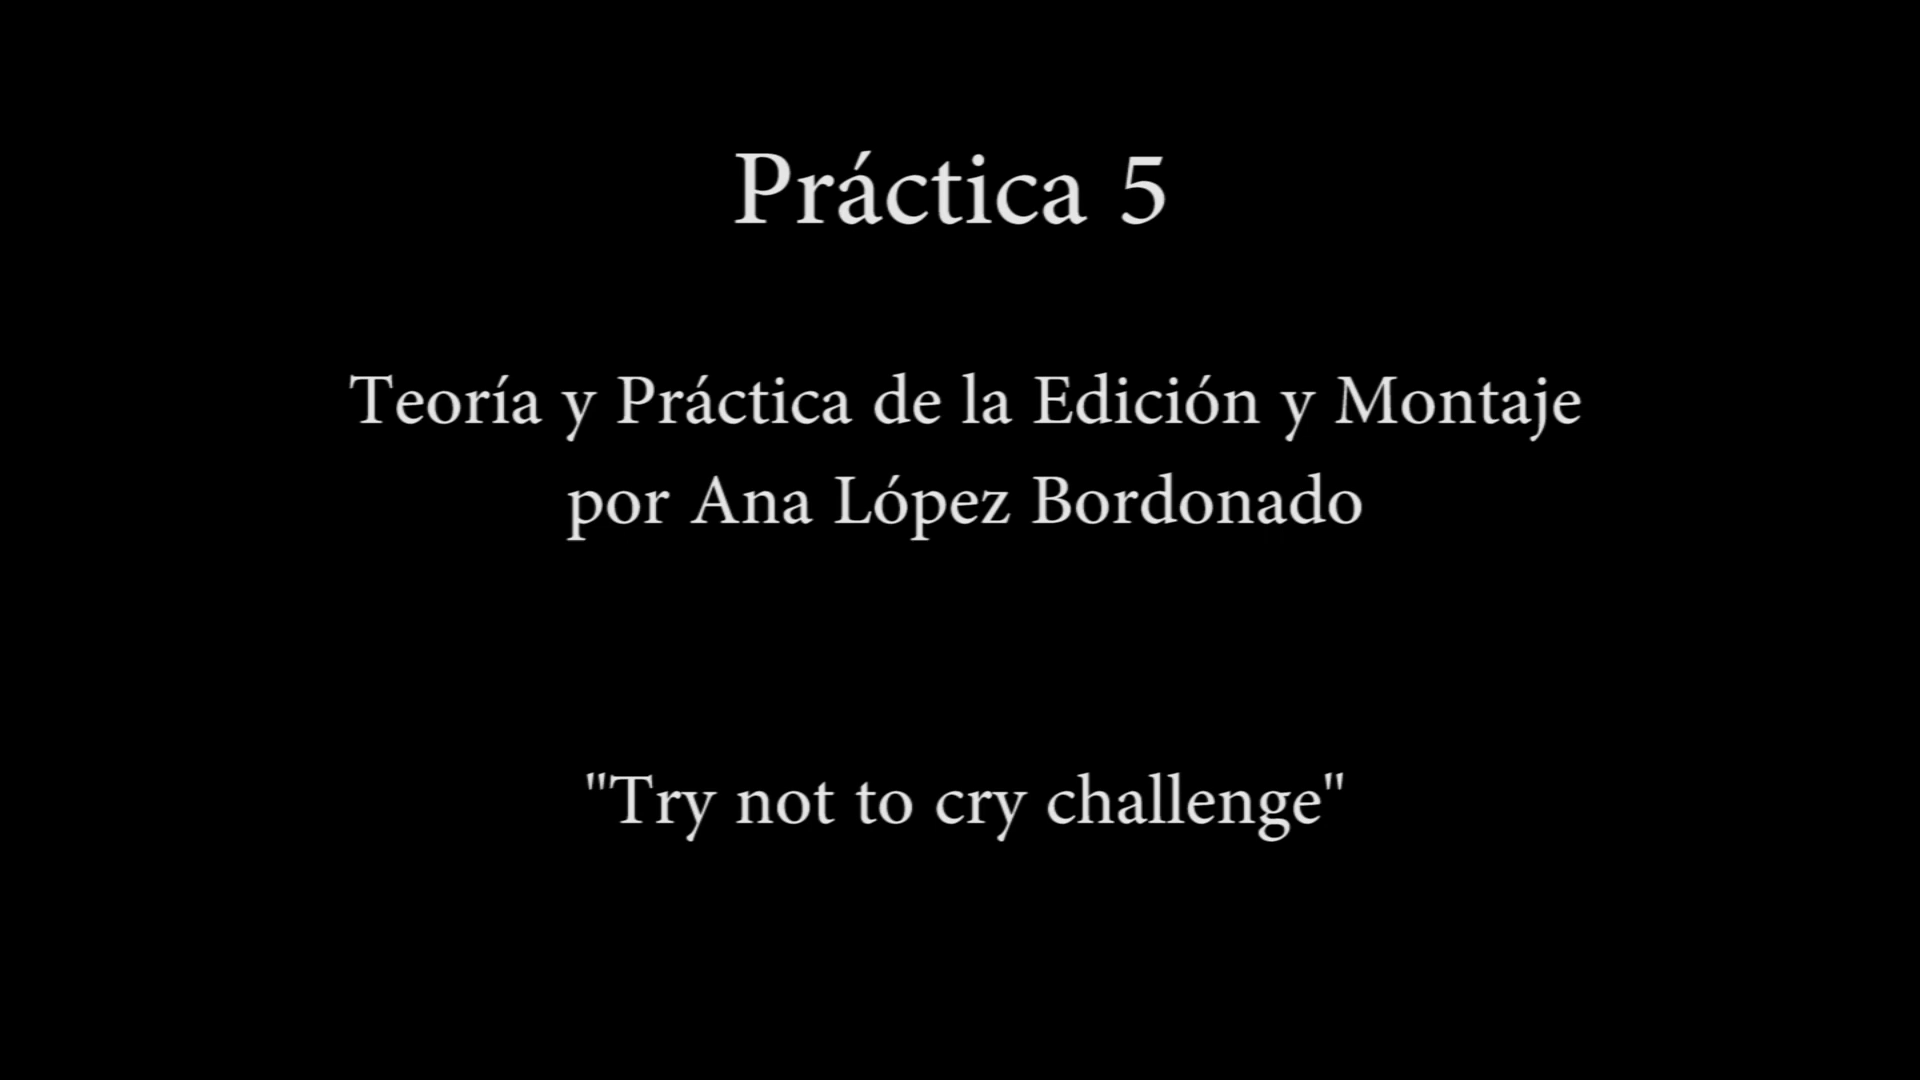 Práctica 5
Teoría y Práctica de la Edición y Montaje
por Ana López Bordonado
"Try not to cry challenge"